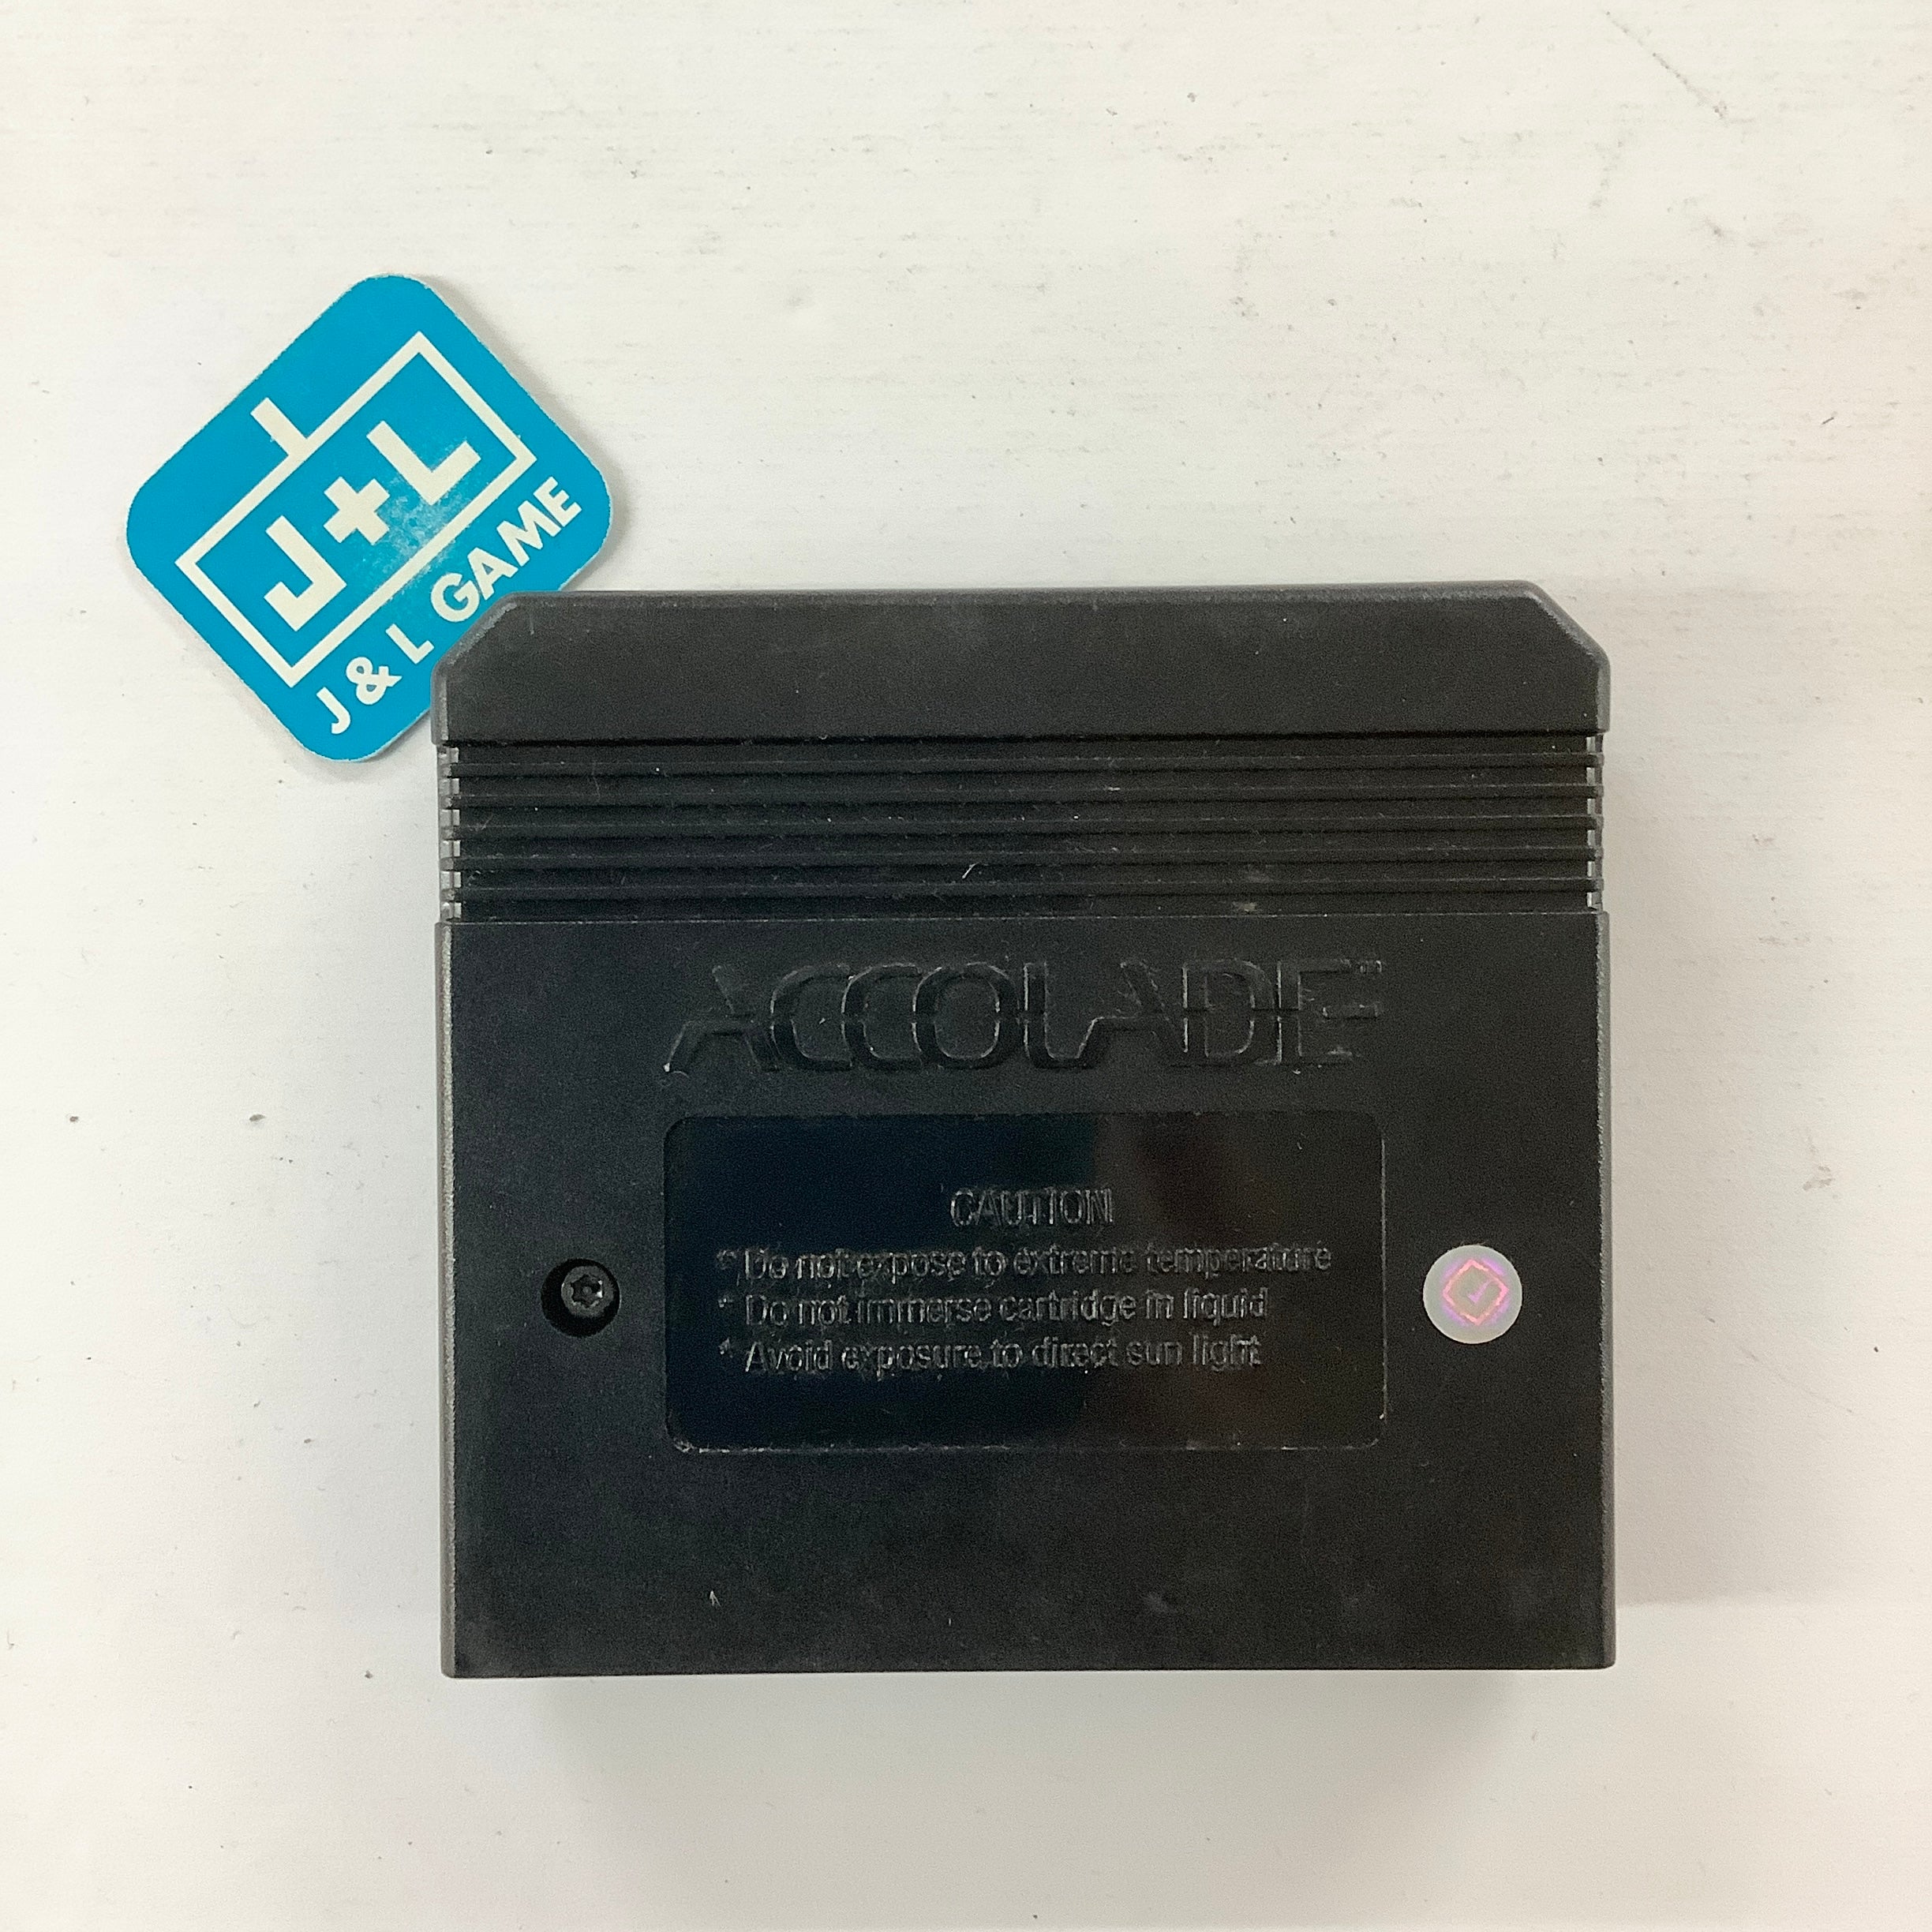 J+L
J & L GAME
ACCOLADE™
CAUTION
* Do not expose to extreme temperature
* Do not immerse cartridge in liquid
* Avoid exposure to direct sun light